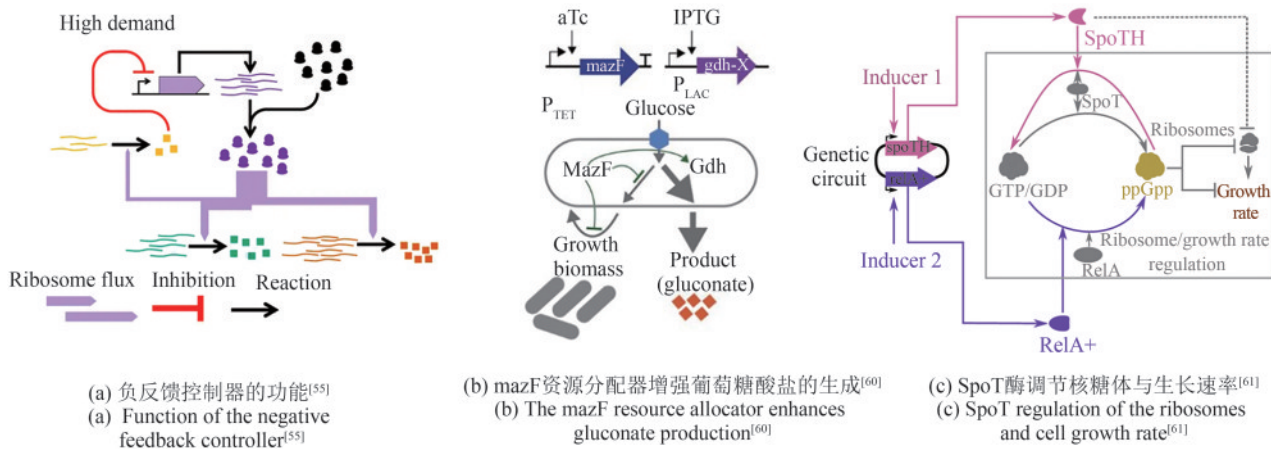 High demand
Ribosome flux
Inhibition
Reaction
(a) 负反馈控制器的功能[55]
(a) Function of the negative
feedback controller[55]
aTc
IPTG
mazF
gdh-X
PTET
PLAC
Glucose
MazF
Gdh
Growth
biomass
Product
(gluconate)
(b) mazF资源分配器增强葡萄糖酸盐的生成[60]
(b) The mazF resource allocator enhances
gluconate production[60]
SpoTH
Inducer 1
SpoT
Ribosomes
Genetic
circuit
spoTH
relA
GTP/GDP
ppGpp
Growth
rate
Inducer 2
Ribosome/growth rate
regulation
RelA
RelA+
(c) SpoT酶调节核糖体与生长速率[61]
(c) SpoT regulation of the ribosomes
and cell growth rate[61]